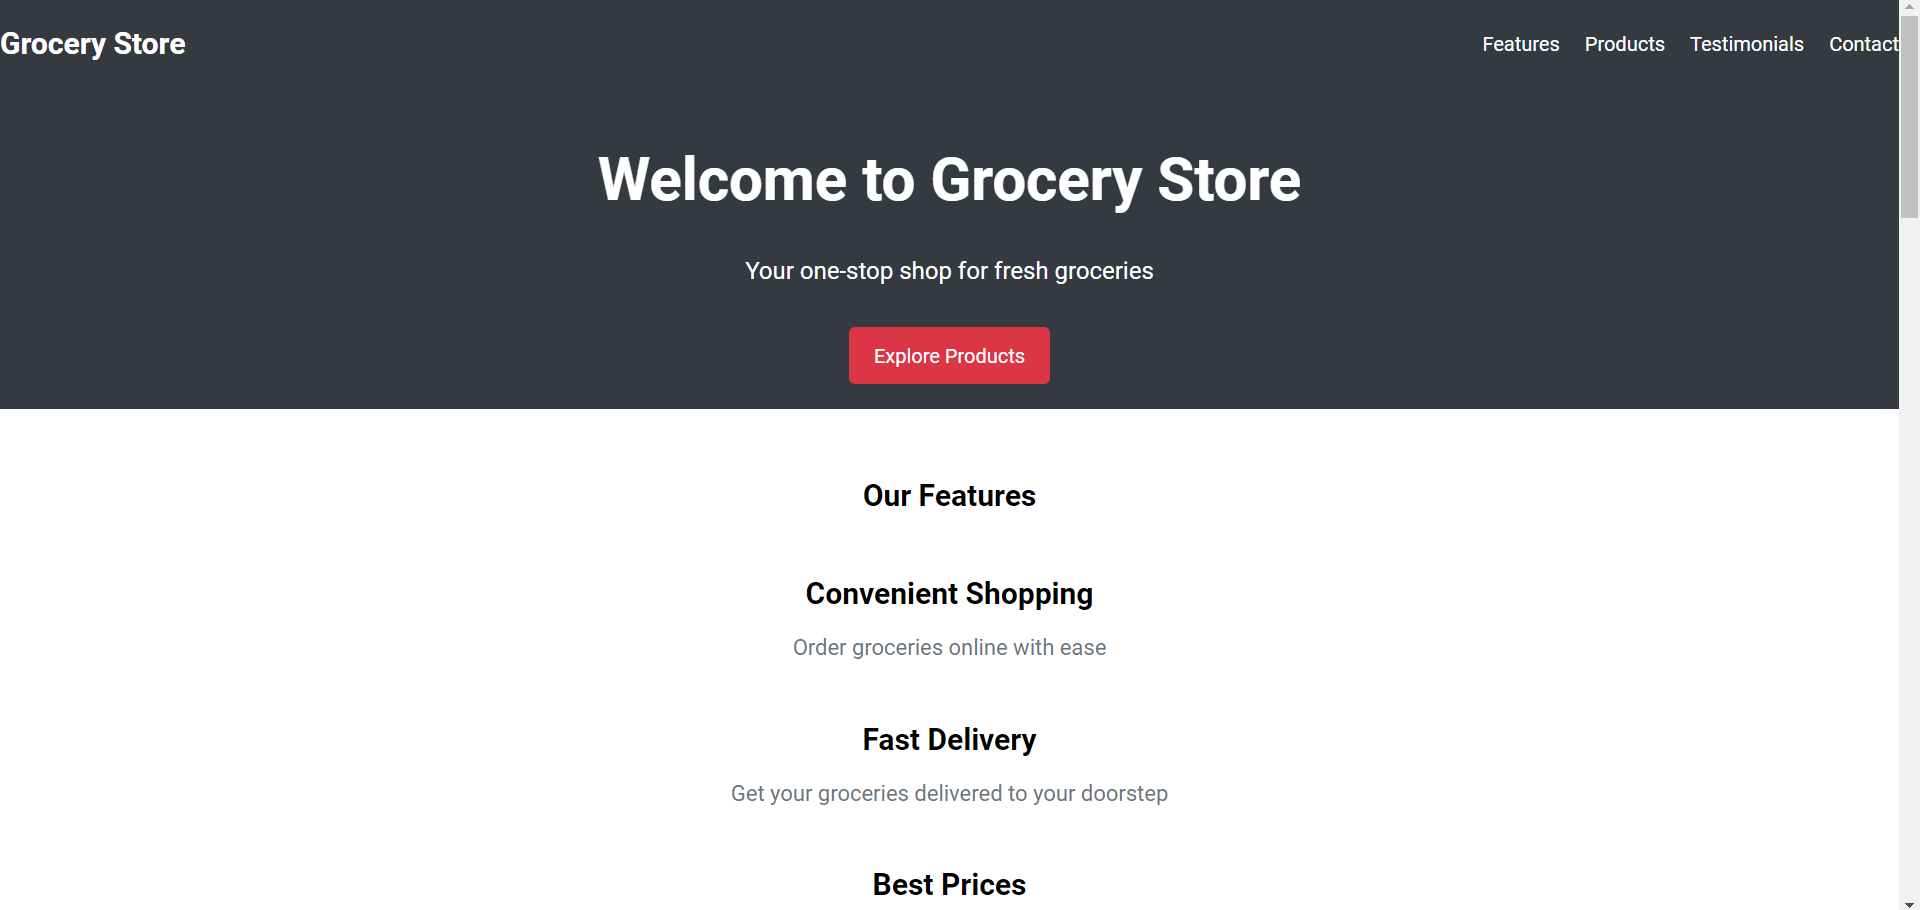 Grocery Store
Features Products Testimonials Contact
Welcome to Grocery Store
Your one-stop shop for fresh groceries
Explore Products
Our Features
Convenient Shopping
Order groceries online with ease
Fast Delivery
Get your groceries delivered to your doorstep
Best Prices